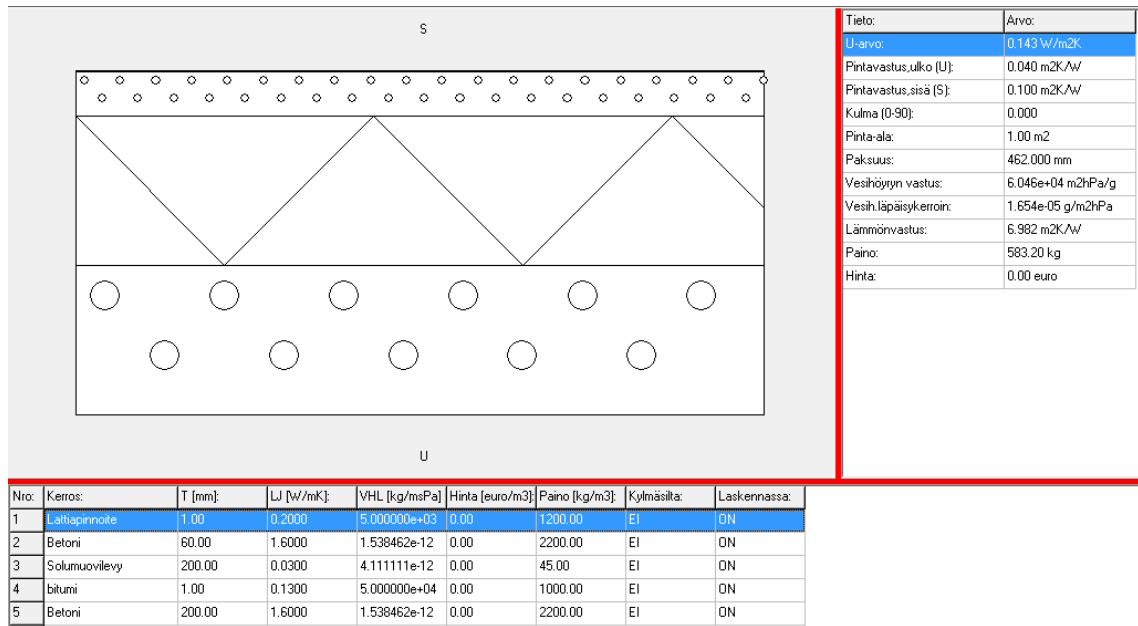 S
U
Tieto: Arvo:
U-arvo: 0.143 W/m2K
Pintavastus,ulko (U): 0.040 m2K/W
Pintavastus,sisä (S): 0.100 m2K/W
Kulma (0-90): 0.000
Pinta-ala: 1.00 m2
Paksuus: 462.000 mm
Vesihöyryn vastus: 6.046e+04 m2hPa/g
Vesih.läpäisykerroin: 1.654e-05 g/m2hPa
Lämmönvastus: 6.982 m2K/W
Paino: 583.20 kg
Hinta: 0.00 euro
Nro: Kerros: T [mm]: LJ [W/mK]: VHL [kg/msPa] Hinta [euro/m3]: Paino [kg/m3]: Kylmäsilta: Laskennassa:
1 Lattiapinnoite 1.00 0.2000 5.000000e+03 0.00 1200.00 EI ON
2 Betoni 60.00 1.6000 1.538462e-12 0.00 2200.00 EI ON
3 Solumuovilevy 200.00 0.0300 4.111111e-12 0.00 45.00 EI ON
4 bitumi 1.00 0.1300 5.000000e+04 0.00 1000.00 EI ON
5 Betoni 200.00 1.6000 1.538462e-12 0.00 2200.00 EI ON